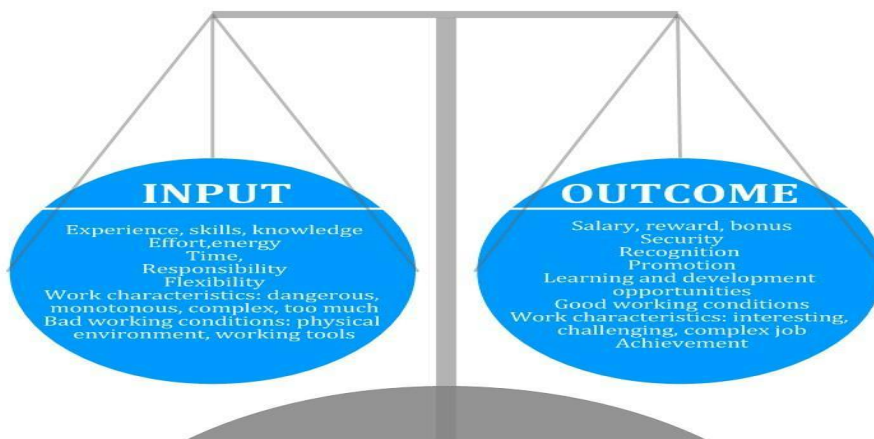 INPUT
Experience, skills, knowledge
Effort,energy
Time,
Responsibility
Flexibility
Work characteristics: dangerous,
monotonous, complex, too much
Bad working conditions: physical
environment, working tools
OUTCOME
Salary, reward, bonus
Security
Recognition
Promotion
Learning and development
opportunities
Good working conditions
Work characteristics: interesting,
challenging, complex job
Achievement